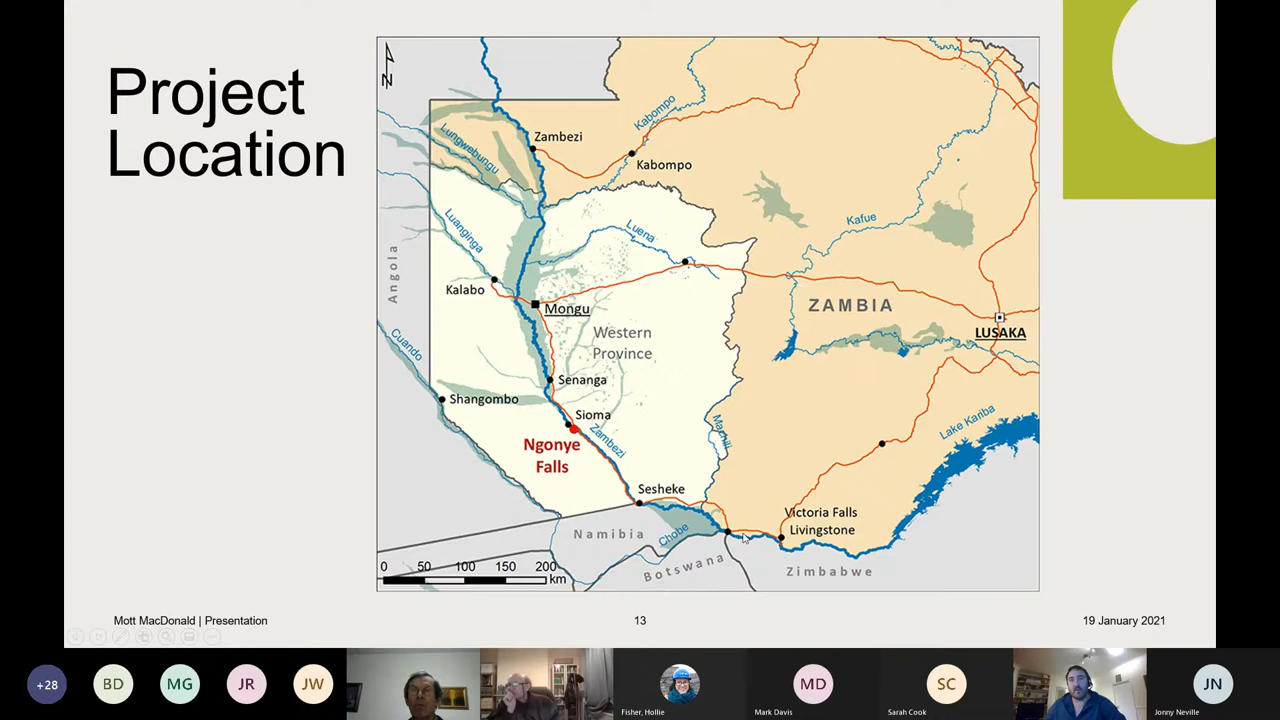 Project
Location
N
Zambezi
Kabompo
Kabompo
Lungwebungu
Luanginga
Luena
Kafue
Angola
Kalabo
Mongu
ZAMBIA
Western
Province
LUSAKA
Cuando
Senanga
Shangombo
Sioma
Zambezi
Ngonye
Falls
Machili
Lake Kariba
Sesheke
Victoria Falls
Livingstone
Namibia
Chobe
Botswana
Zimbabwe
0 50 100 150 200
km
Mott MacDonald | Presentation
13
19 January 2021
+28
BD
MG
JR
JW
Fisher, Hollie
MD
Mark Davis
SC
Sarah Cook
JN
Jonny Neville